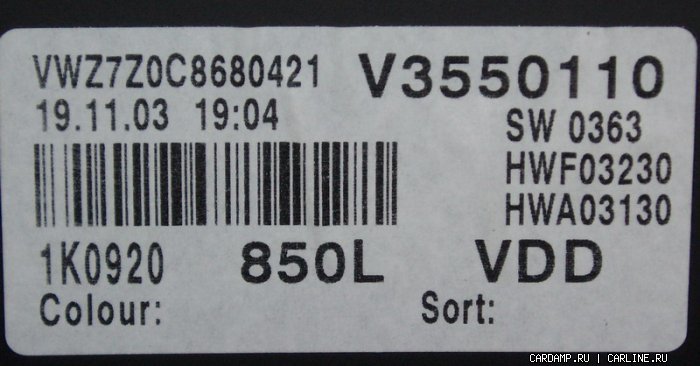 VWZ7Z0C8680421 V3550110
19.11.03 19:04 SW 0363
HWF03230
HWA03130
1K0920 850L VDD
Colour: Sort:
CARDAMP.RU | CARLINE.RU